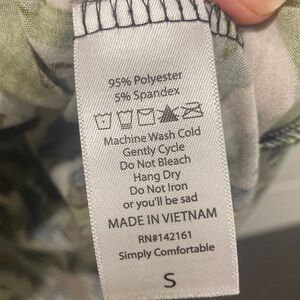 95% Polyester
5% Spandex
Machine Wash Cold
Gently Cycle
Do Not Bleach
Hang Dry
Do Not Iron
or you'll be sad
MADE IN VIETNAM
RN#142161
Simply Comfortable
S